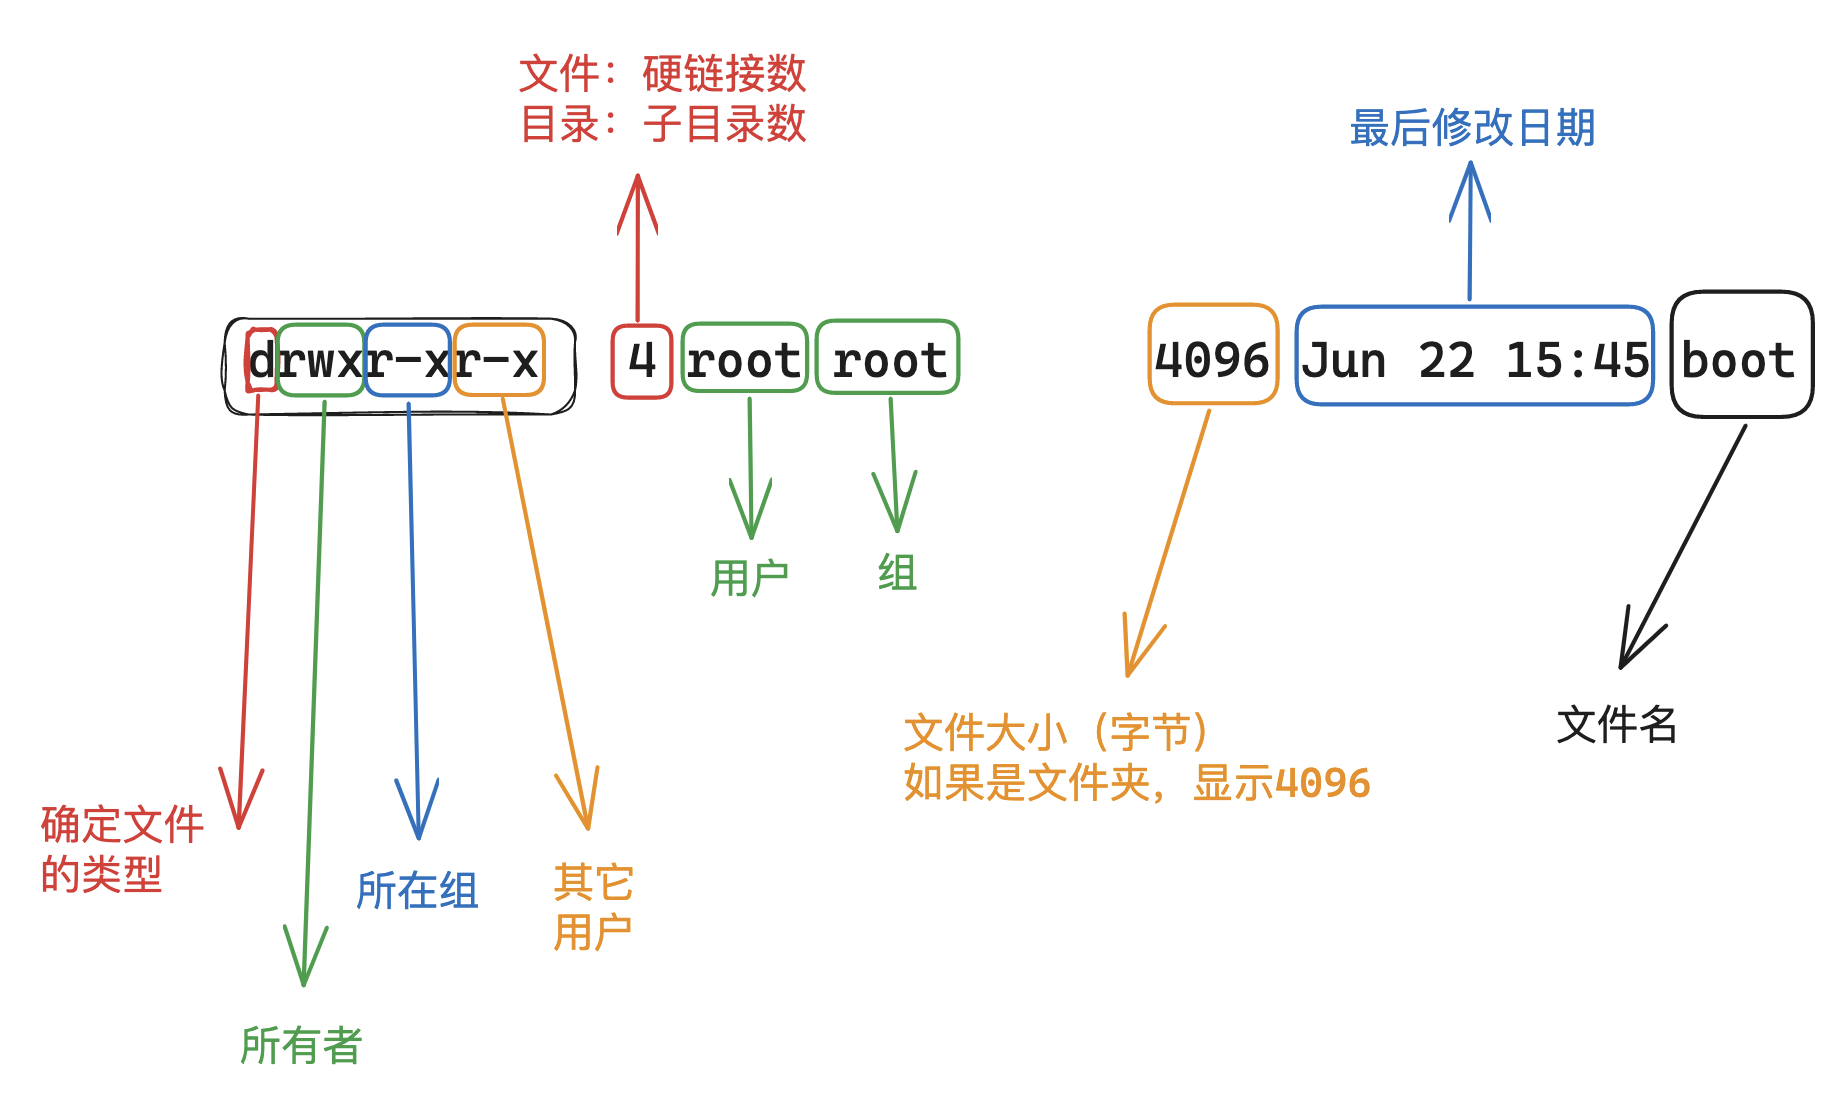 文件：硬链接数
目录：子目录数
最后修改日期
drwxr-xr-x 4 root root 4096 Jun 22 15:45 boot
用户
组
文件大小（字节）
如果是文件夹，显示4096
文件名
确定文件
的类型
所在组
其它
用户
所有者